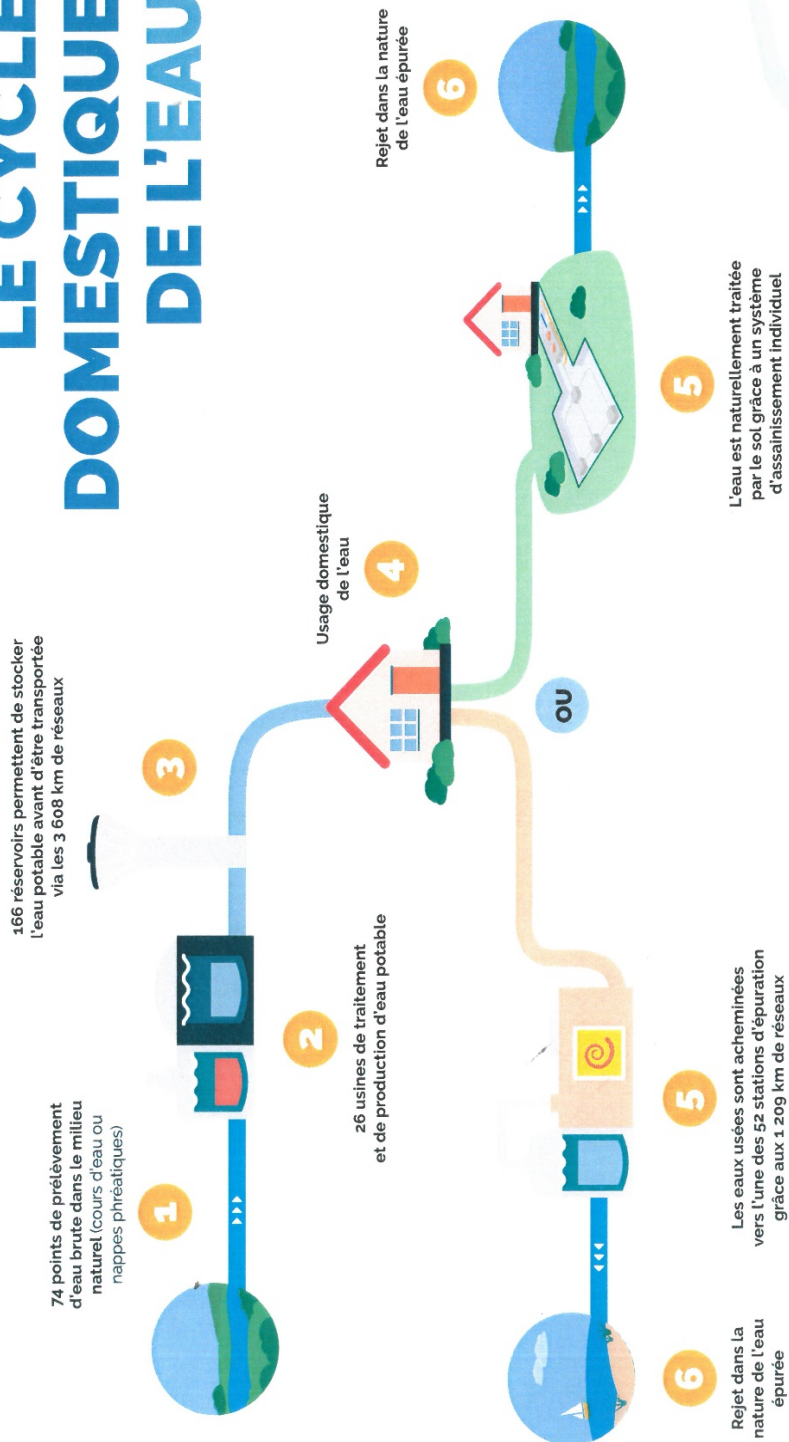 LE CYCLE
DOMESTIQUE
DE L'EAU
74 points de prélèvement
d'eau brute dans le milieu
naturel (cours d'eau ou
nappes phréatiques)
1
2
26 usines de traitement
et de production d'eau potable
166 réservoirs permettent de stocker
l'eau potable avant d'être transportée
via les 3 608 km de réseaux
3
Usage domestique
de l'eau
4
OU
5
Les eaux usées sont acheminées
vers l'une des 52 stations d'épuration
grâce aux 1 209 km de réseaux
6
Rejet dans la
nature de l'eau
épurée
5
L'eau est naturellement traitée
par le sol grâce à un système
d'assainissement individuel
Rejet dans la nature
de l'eau épurée
6